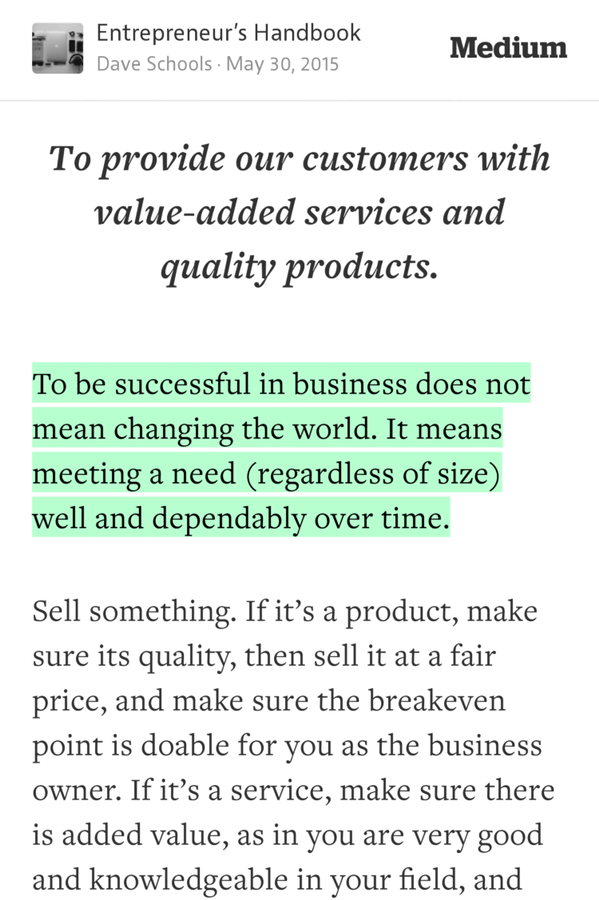 Entrepreneur’s Handbook
Dave Schools · May 30, 2015
Medium
To provide our customers with
value-added services and
quality products.
To be successful in business does not
mean changing the world. It means
meeting a need (regardless of size)
well and dependably over time.
Sell something. If it’s a product, make
sure its quality, then sell it at a fair
price, and make sure the breakeven
point is doable for you as the business
owner. If it’s a service, make sure there
is added value, as in you are very good
and knowledgeable in your field, and